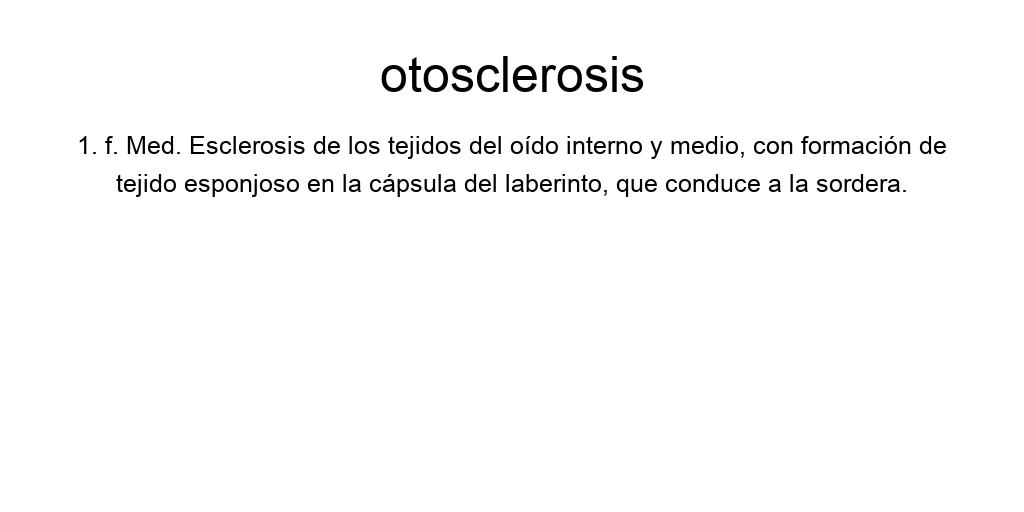 otosclerosis
1. f. Med. Esclerosis de los tejidos del oído interno y medio, con formación de
tejido esponjoso en la cápsula del laberinto, que conduce a la sordera.